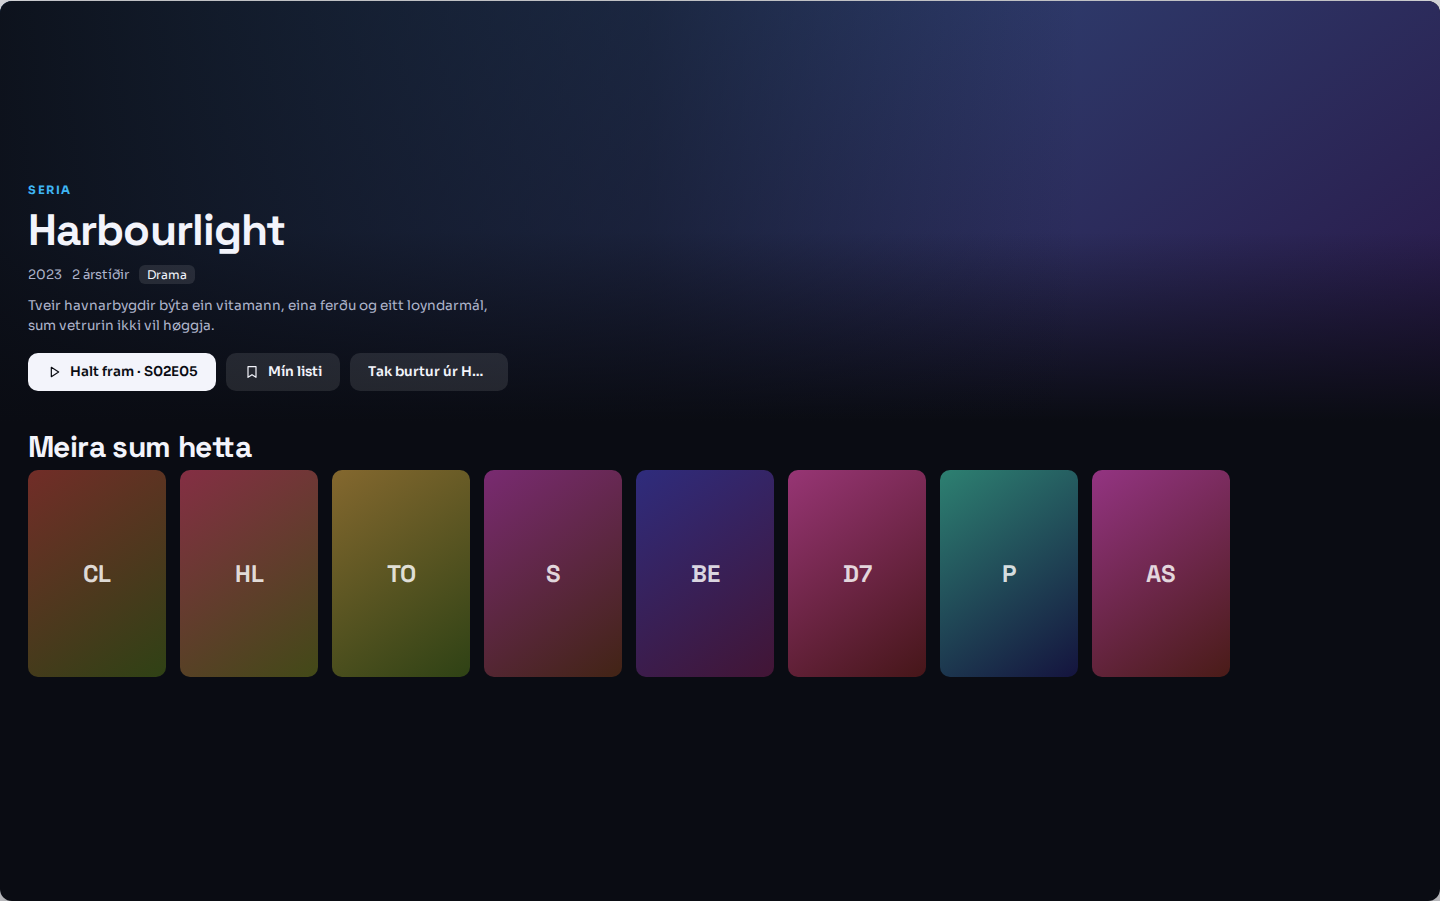 SERIA
Harbourlight
2023 2 árstíðir Drama
Tveir havnarbygdir býta ein vitamann, eina ferðu og eitt loyndarmál,
sum vetrurin ikki vil høggja.
Halt fram · S02E05
Mín listi
Tak burtur úr H...
Meira sum hetta
CL
HL
TO
S
BE
D7
P
AS